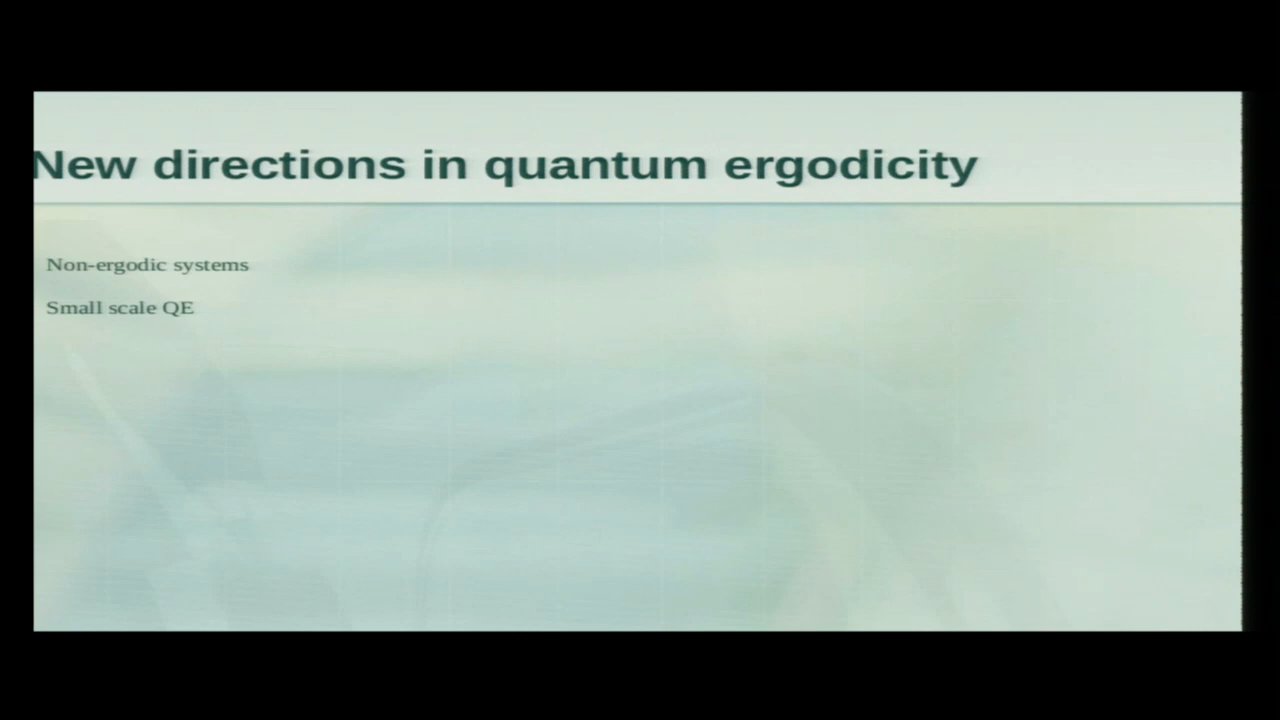 New directions in quantum ergodicity
Non-ergodic systems
Small scale QE